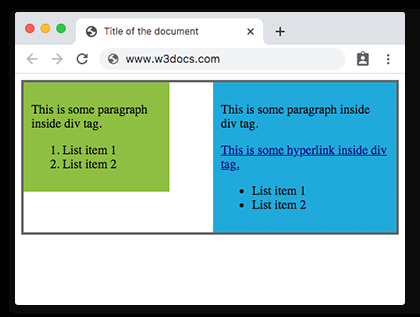 Title of the document
www.w3docs.com
This is some paragraph
inside div tag.
1. List item 1
2. List item 2
This is some paragraph inside
div tag.
This is some hyperlink inside div
tag.
• List item 1
• List item 2